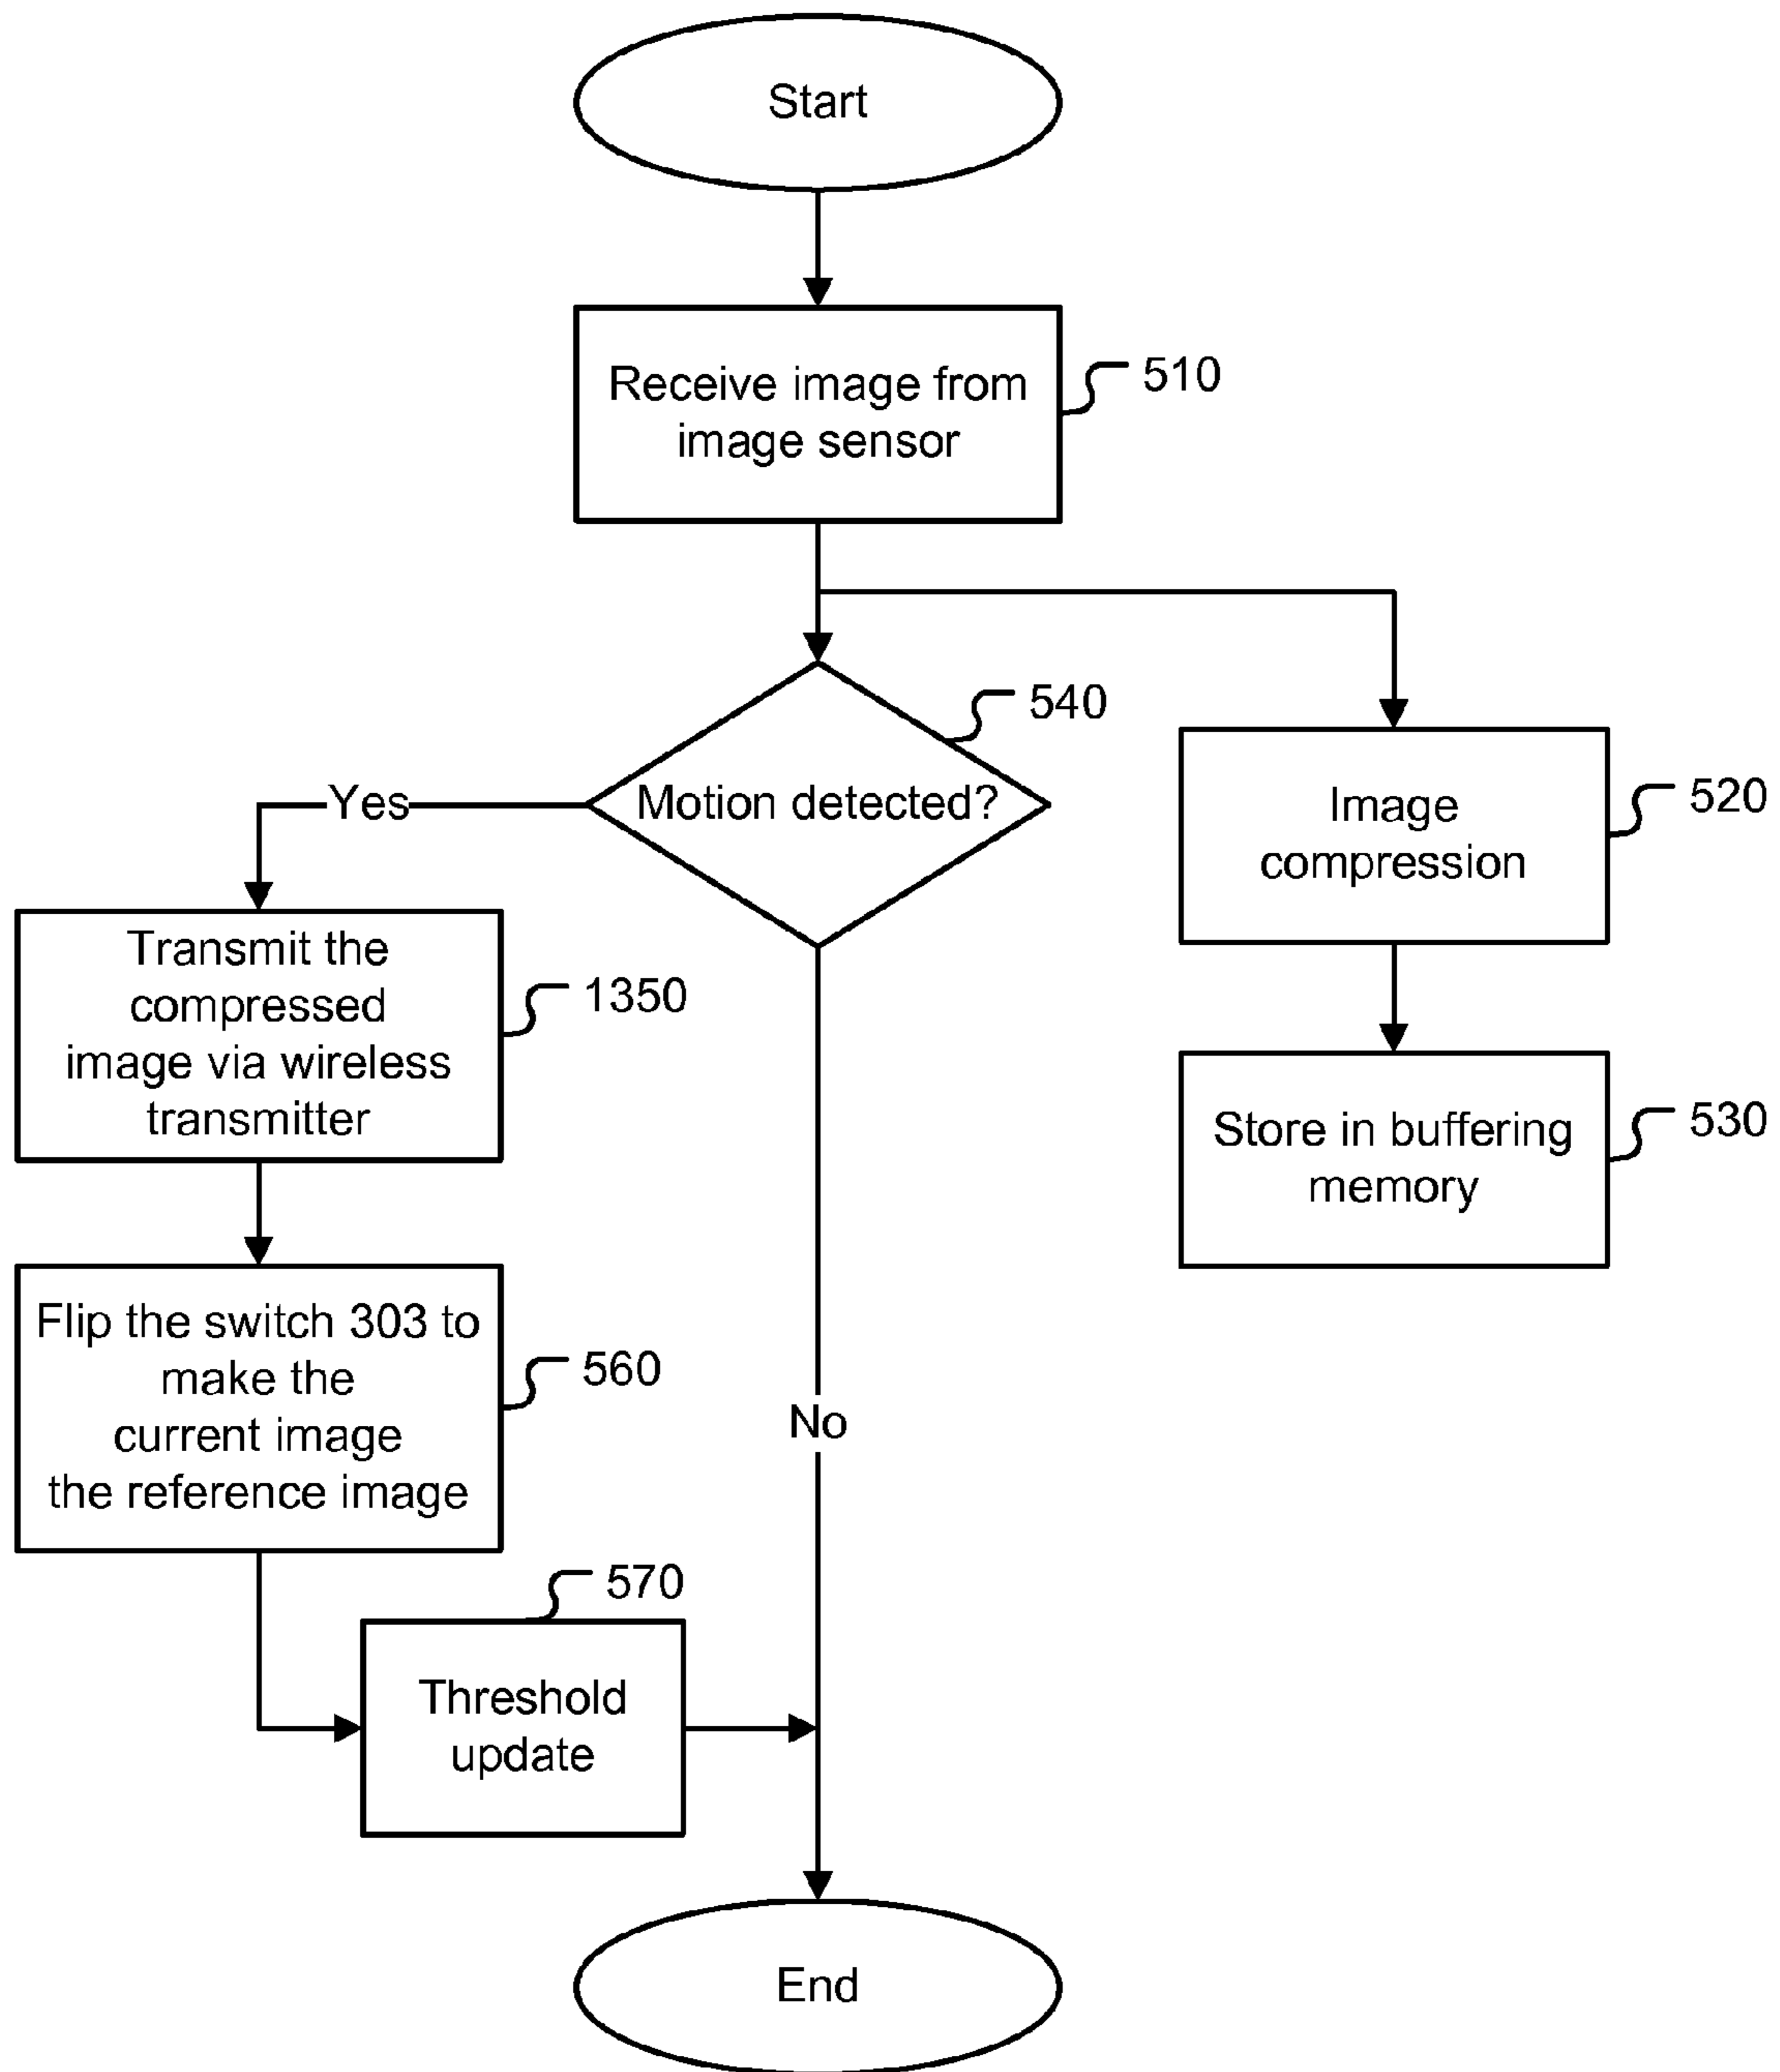 Start
Receive image from
image sensor
510
Motion detected?
540
Yes
Image
compression
520
Transmit the
compressed
image via wireless
transmitter
1350
Store in buffering
memory
530
Flip the switch 303 to
make the
current image
the reference image
560
No
570
Threshold
update
End